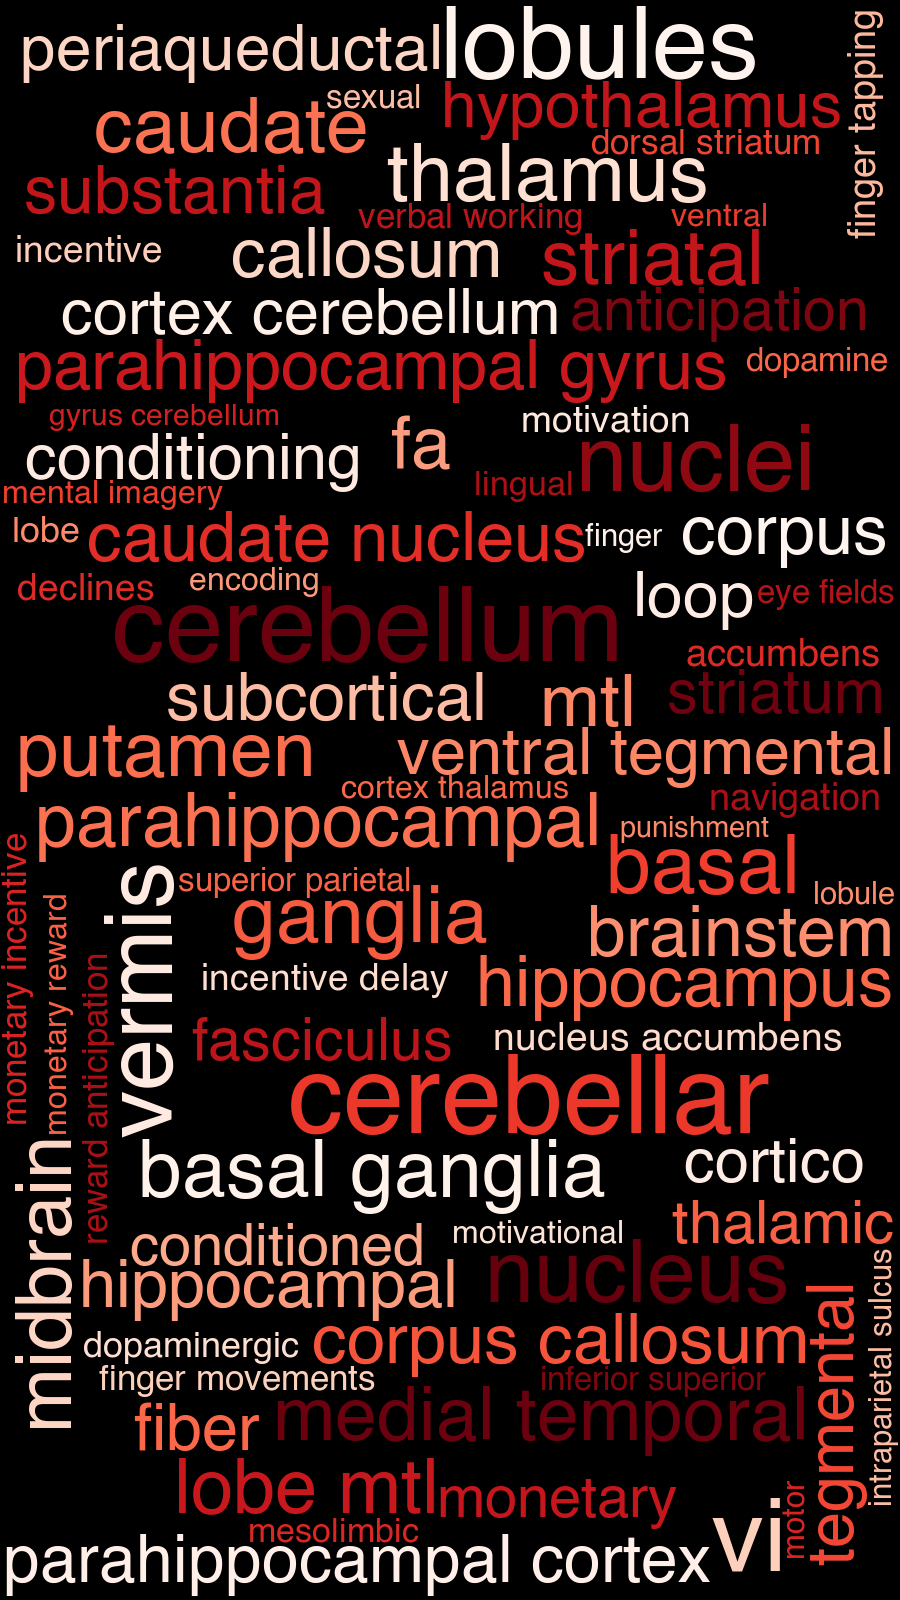 periaqueductal
lobules
finger tapping
sexual
caudate
hypothalamus
dorsal striatum
thalamus
substantia
verbal working
ventral
incentive
callosum
striatal
cortex cerebellum
anticipation
parahippocampal gyrus
dopamine
gyrus cerebellum
fa
motivation
conditioning
nuclei
lingual
mental imagery
lobe
caudate nucleus
finger
corpus
declines
encoding
loop
eye fields
cerebellum
accumbens
subcortical
mtl
striatum
putamen
ventral tegmental
cortex thalamus
navigation
parahippocampal
punishment
basal
monetary incentive
vermis
superior parietal
lobule
monetary reward
ganglia
brainstem
reward anticipation
incentive delay
hippocampus
fasciculus
nucleus accumbens
cerebellar
midbrain
basal ganglia
cortico
thalamic
conditioned
motivational
nucleus
intraparietal sulcus
hippocampal
tegmental
dopaminergic
corpus callosum
finger movements
inferior superior
fiber
medial temporal
lobe mtl
monetary
motor
vi
mesolimbic
parahippocampal cortex